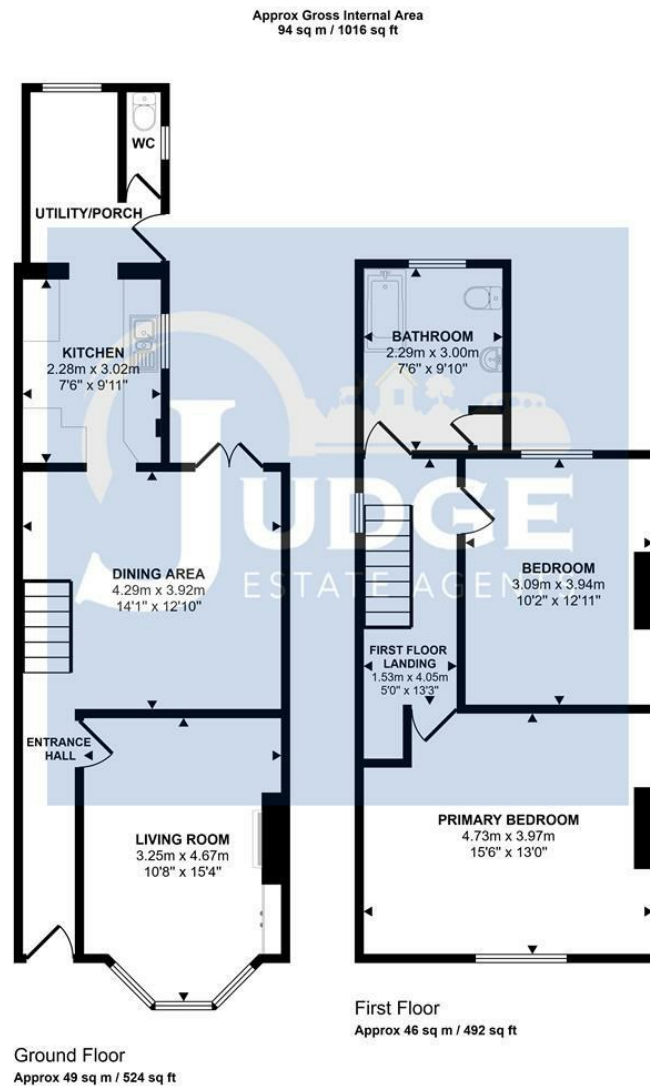 Approx Gross Internal Area
94 sq m / 1016 sq ft
WC
UTILITY/PORCH
KITCHEN
2.28m x 3.02m
7'6" x 9'11"
DINING AREA
4.29m x 3.92m
14'1" x 12'10"
ENTRANCE
HALL
LIVING ROOM
3.25m x 4.67m
10'8" x 15'4"
Ground Floor
Approx 49 sq m / 524 sq ft
BATHROOM
2.29m x 3.00m
7'6" x 9'10"
BEDROOM
3.09m x 3.94m
10'2" x 12'11"
FIRST FLOOR
LANDING
1.53m x 4.05m
5'0" x 13'3"
PRIMARY BEDROOM
4.73m x 3.97m
15'6" x 13'0"
First Floor
Approx 46 sq m / 492 sq ft
JUDGE
ESTATE AGENTS